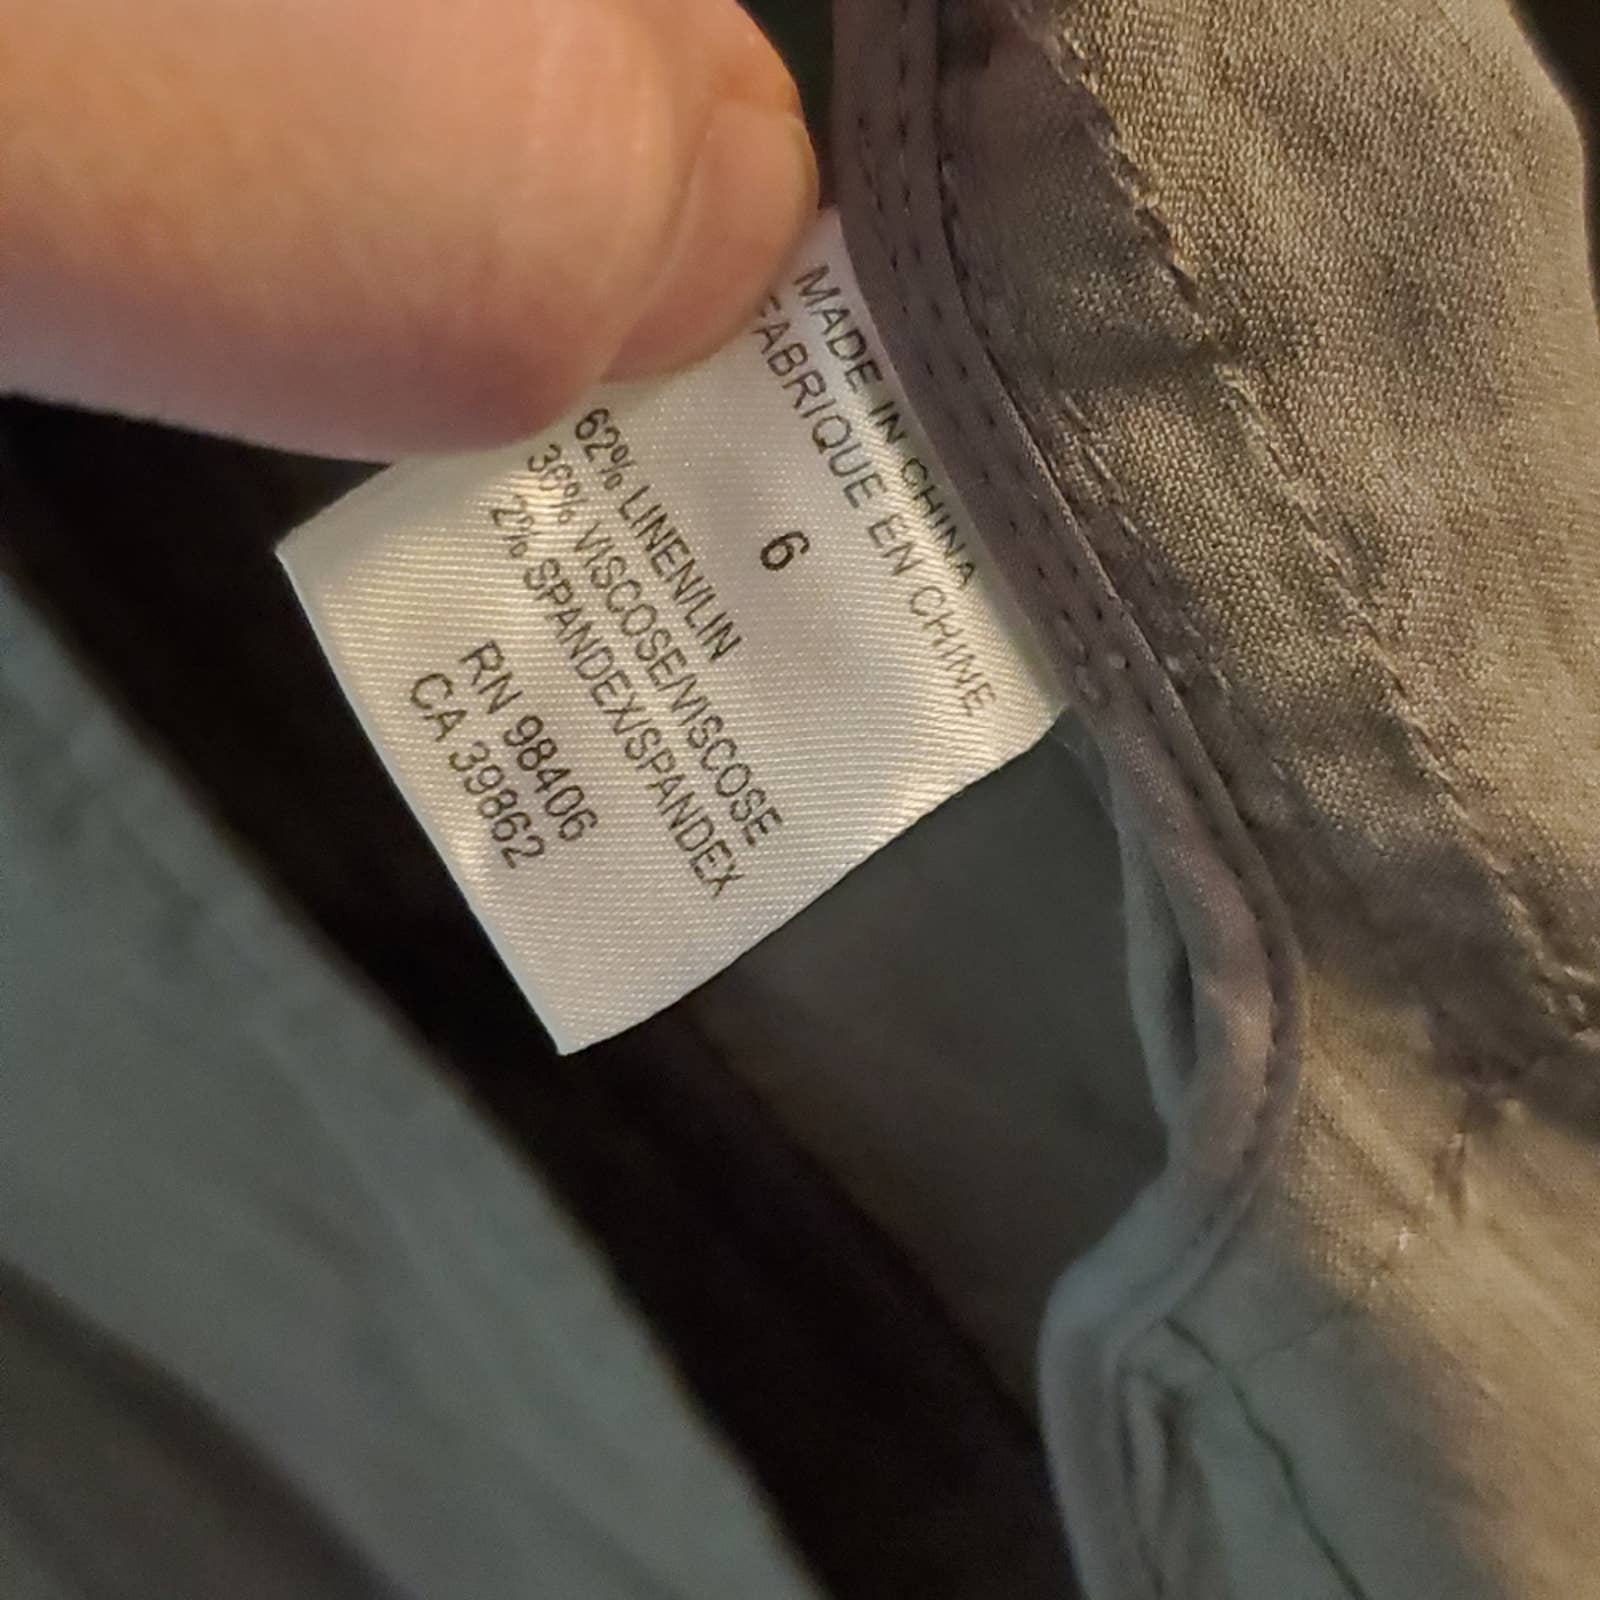 MADE IN CHINA
FABRIQUE EN CHINE
6
62% LINEN/LIN
36% VISCOSE/VISCOSE
2% SPANDEX/SPANDEX
RN 98406
CA 39862